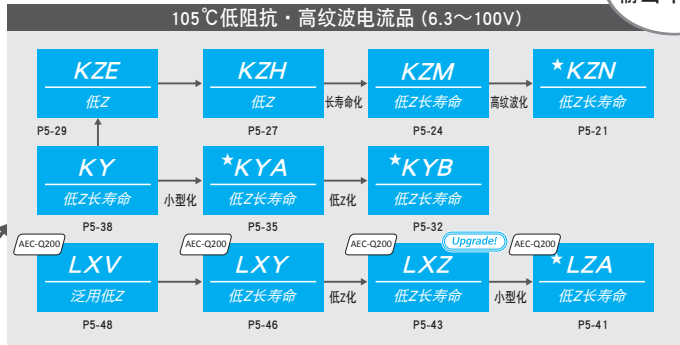 105℃低阻抗・高纹波电流品 (6.3～100V)
KZE
低Z
P5-29
KZH
低Z
P5-27
长寿命化
KZM
低Z长寿命
P5-24
高纹波化
★KZN
低Z长寿命
P5-21
KY
低Z长寿命
P5-38
小型化
★KYA
低Z长寿命
P5-35
低Z化
★KYB
低Z长寿命
P5-32
AEC-Q200
LXV
泛用低Z
P5-48
AEC-Q200
LXY
低Z长寿命
P5-46
低Z化
AEC-Q200
Upgrade!
LXZ
低Z长寿命
P5-43
小型化
AEC-Q200
★LZA
低Z长寿命
P5-41